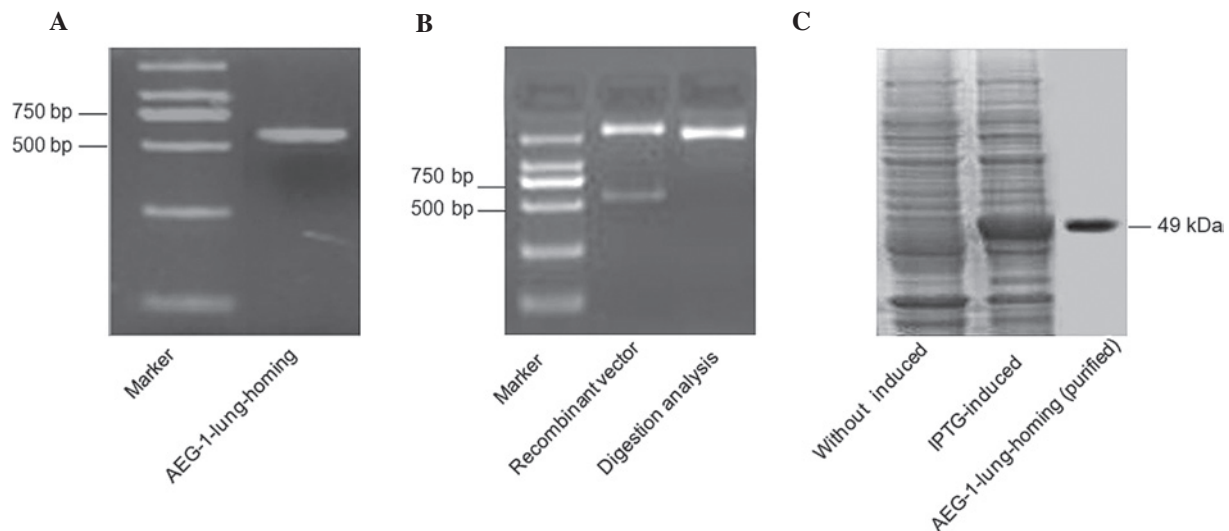 A
750 bp
500 bp
Marker
AEG-1-lung-homing
B
750 bp
500 bp
Marker
Recombinant vector
Digestion analysis
C
49 kDa
Without induced
IPTG-induced
AEG-1-lung-homing (purified)